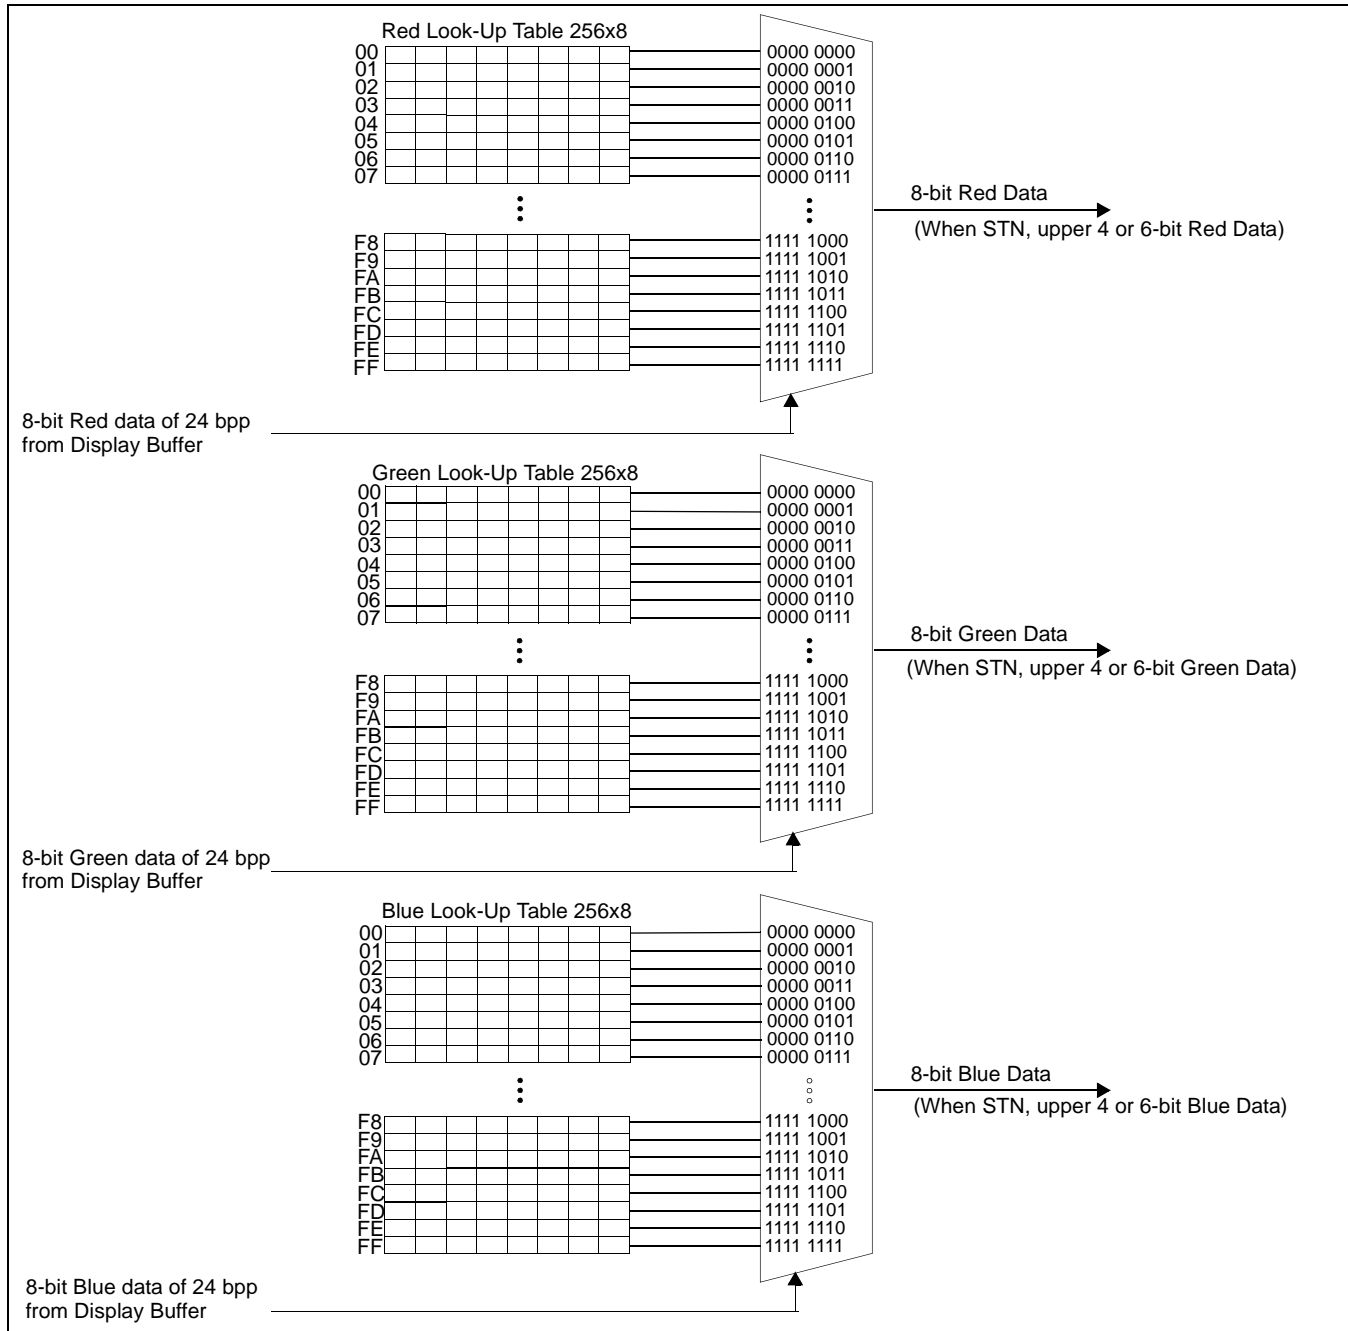 Red Look-Up Table 256x8
00 0000 0000
01 0000 0001
02 0000 0010
03 0000 0011
04 0000 0100
05 0000 0101
06 0000 0110
07 0000 0111
8-bit Red Data
(When STN, upper 4 or 6-bit Red Data)
F8 1111 1000
F9 1111 1001
FA 1111 1010
FB 1111 1011
FC 1111 1100
FD 1111 1101
FE 1111 1110
FF 1111 1111
8-bit Red data of 24 bpp
from Display Buffer
Green Look-Up Table 256x8
00 0000 0000
01 0000 0001
02 0000 0010
03 0000 0011
04 0000 0100
05 0000 0101
06 0000 0110
07 0000 0111
8-bit Green Data
(When STN, upper 4 or 6-bit Green Data)
F8 1111 1000
F9 1111 1001
FA 1111 1010
FB 1111 1011
FC 1111 1100
FD 1111 1101
FE 1111 1110
FF 1111 1111
8-bit Green data of 24 bpp
from Display Buffer
Blue Look-Up Table 256x8
00 0000 0000
01 0000 0001
02 0000 0010
03 0000 0011
04 0000 0100
05 0000 0101
06 0000 0110
07 0000 0111
8-bit Blue Data
(When STN, upper 4 or 6-bit Blue Data)
F8 1111 1000
F9 1111 1001
FA 1111 1010
FB 1111 1011
FC 1111 1100
FD 1111 1101
FE 1111 1110
FF 1111 1111
8-bit Blue data of 24 bpp
from Display Buffer